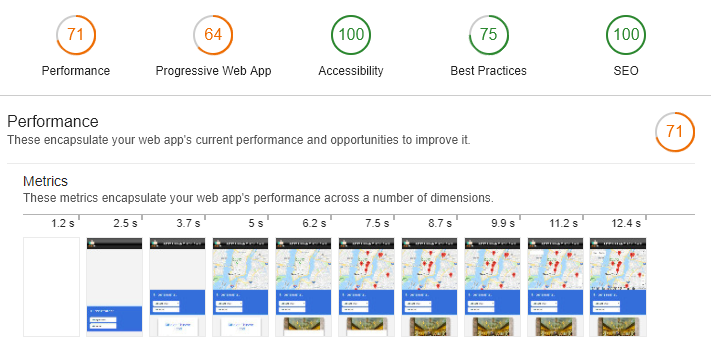 71 64 100 75 100
Performance Progressive Web App Accessibility Best Practices SEO
Performance
These encapsulate your web app's current performance and opportunities to improve it.
71
Metrics
These metrics encapsulate your web app's performance across a number of dimensions.
1.2 s 2.5 s 3.7 s 5 s 6.2 s 7.5 s 8.7 s 9.9 s 11.2 s 12.4 s